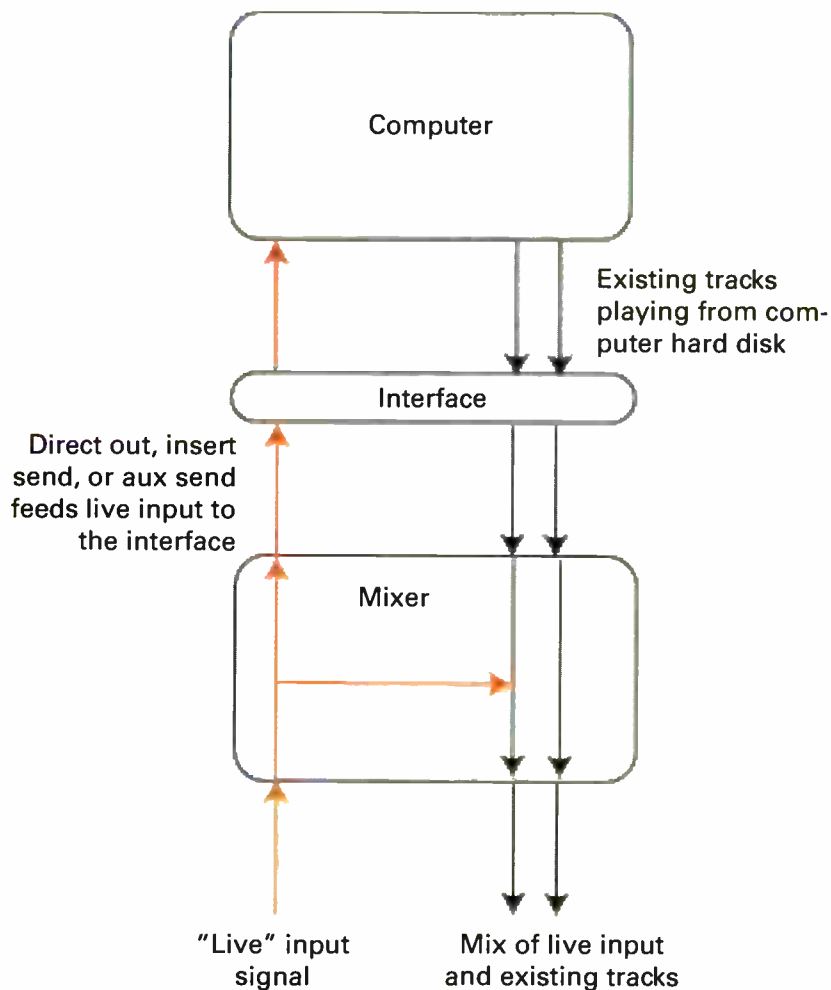 Computer
Existing tracks
playing from com-
puter hard disk
Interface
Direct out, insert
send, or aux send
feeds live input to
the interface
Mixer
"Live" input
signal
Mix of live input
and existing tracks